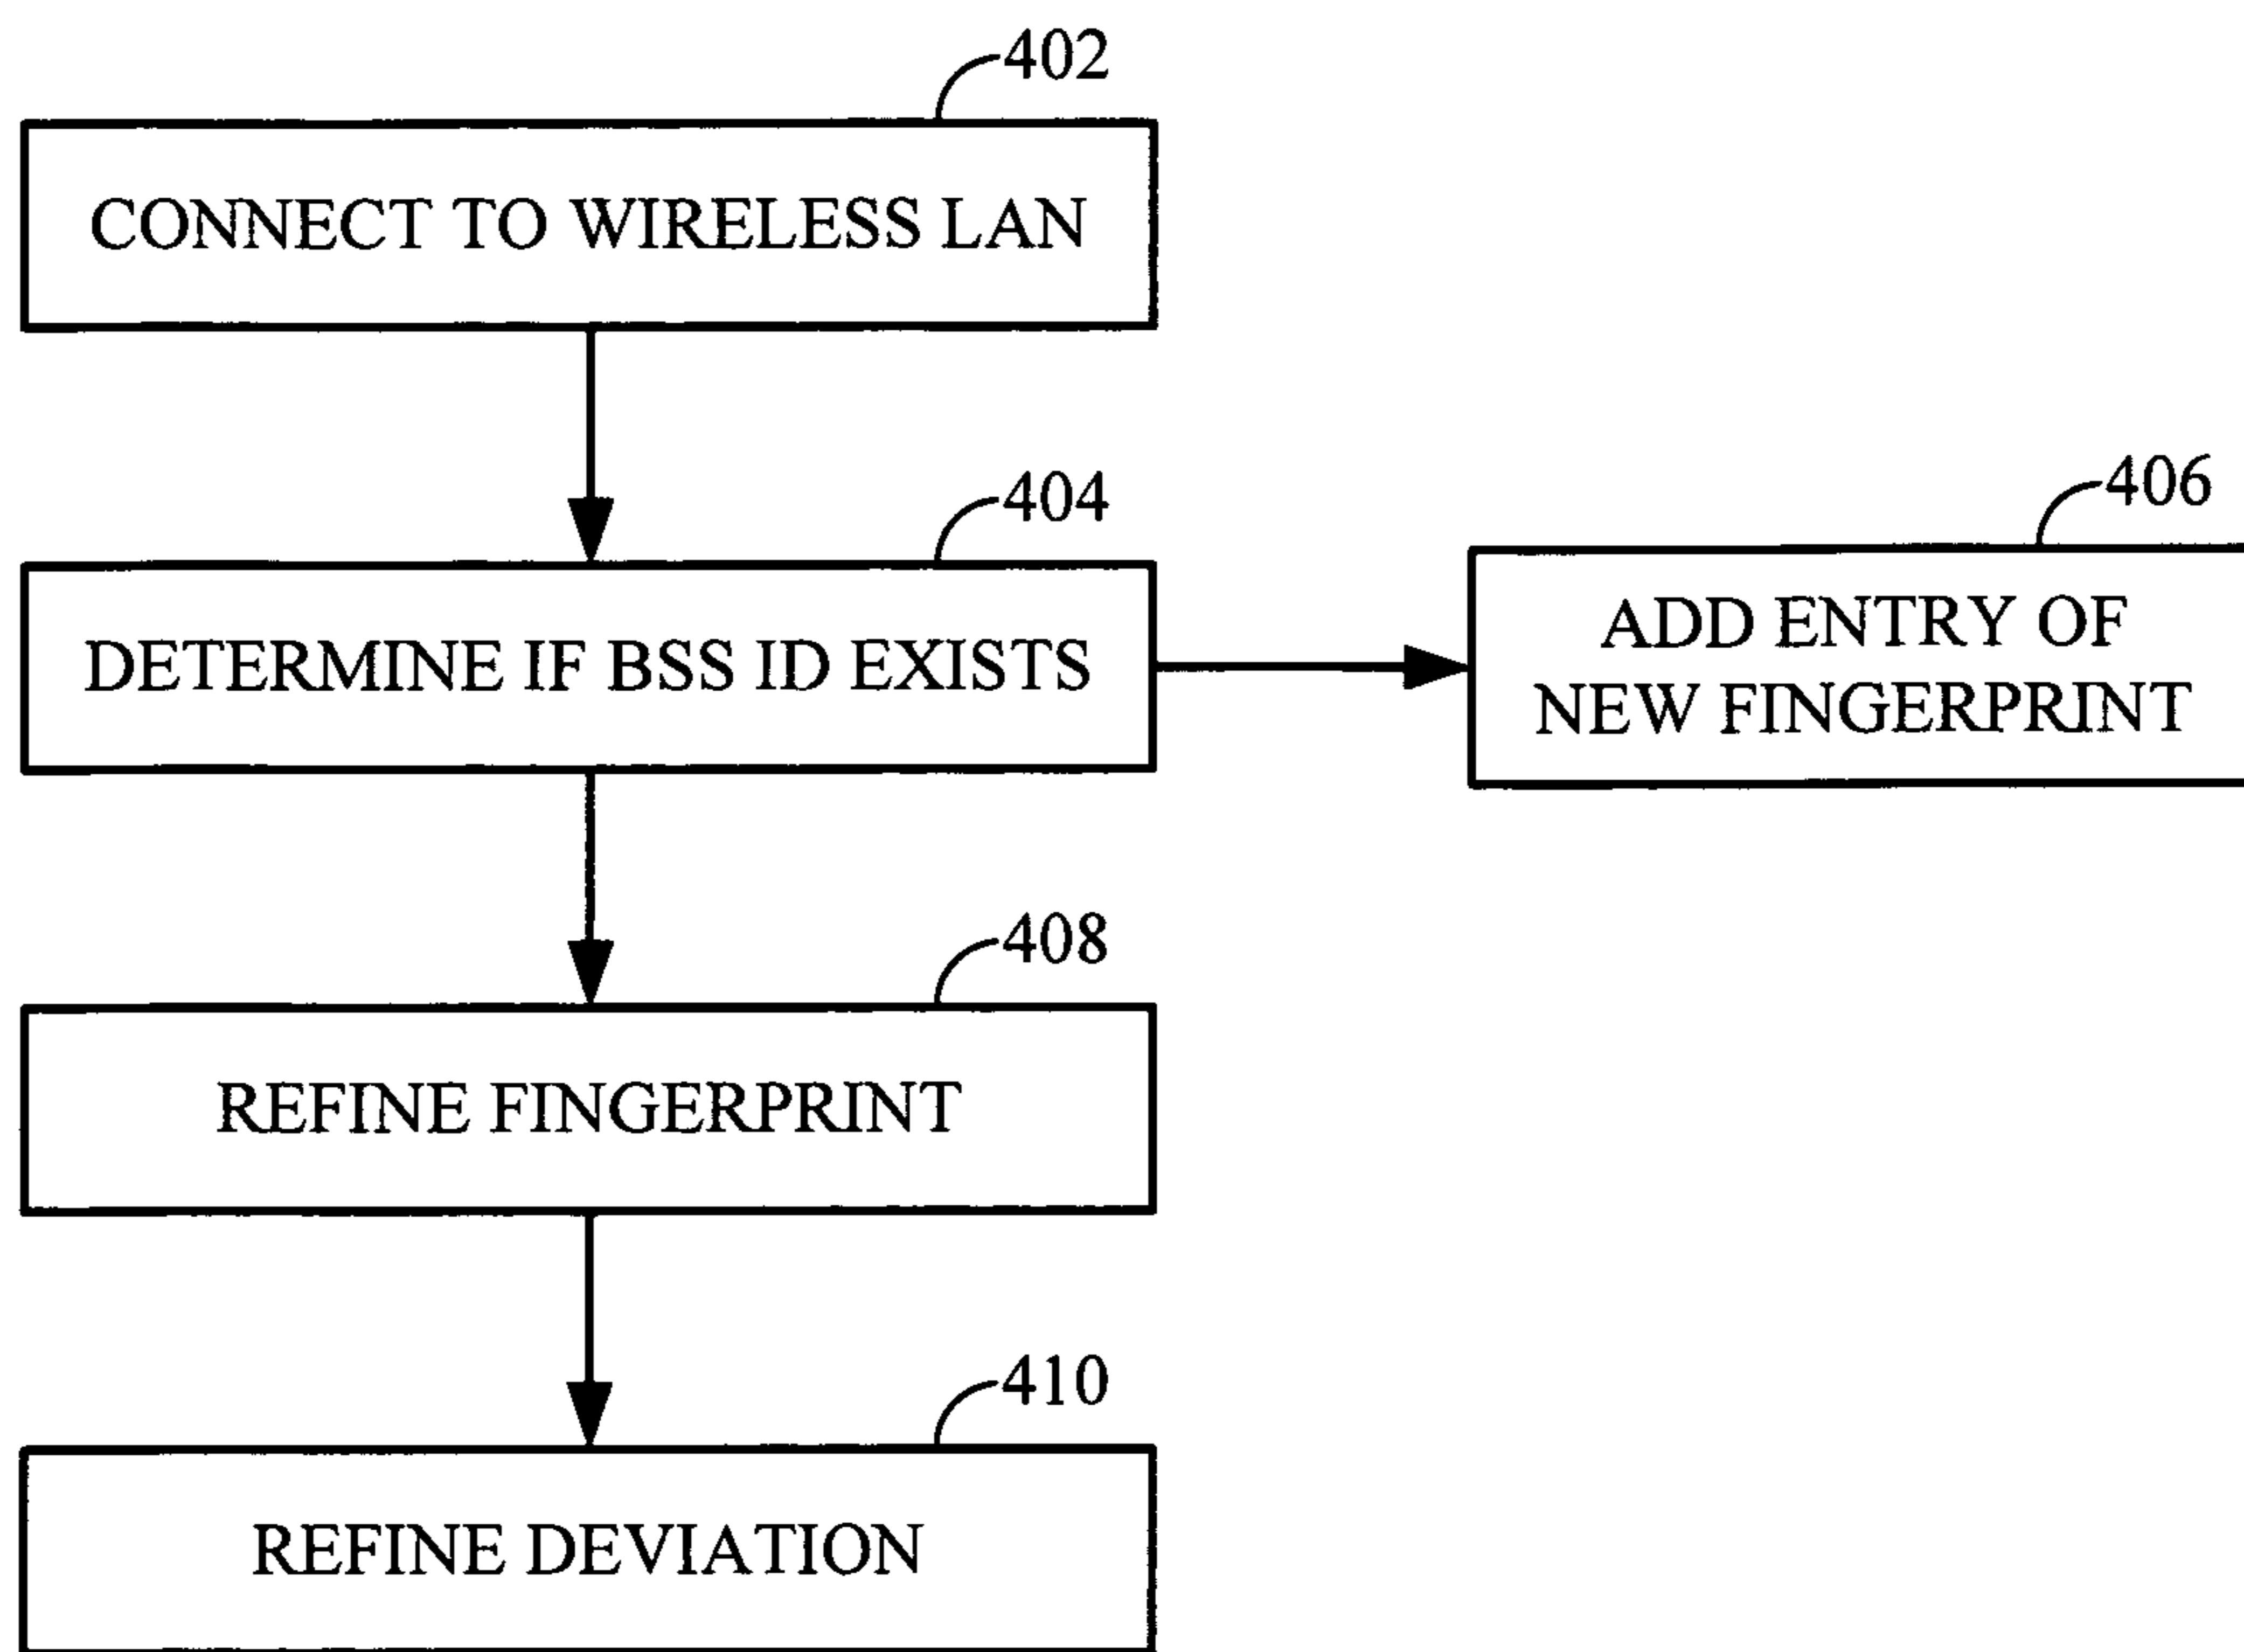 402
CONNECT TO WIRELESS LAN
404
DETERMINE IF BSS ID EXISTS
406
ADD ENTRY OF
NEW FINGERPRINT
408
REFINE FINGERPRINT
410
REFINE DEVIATION